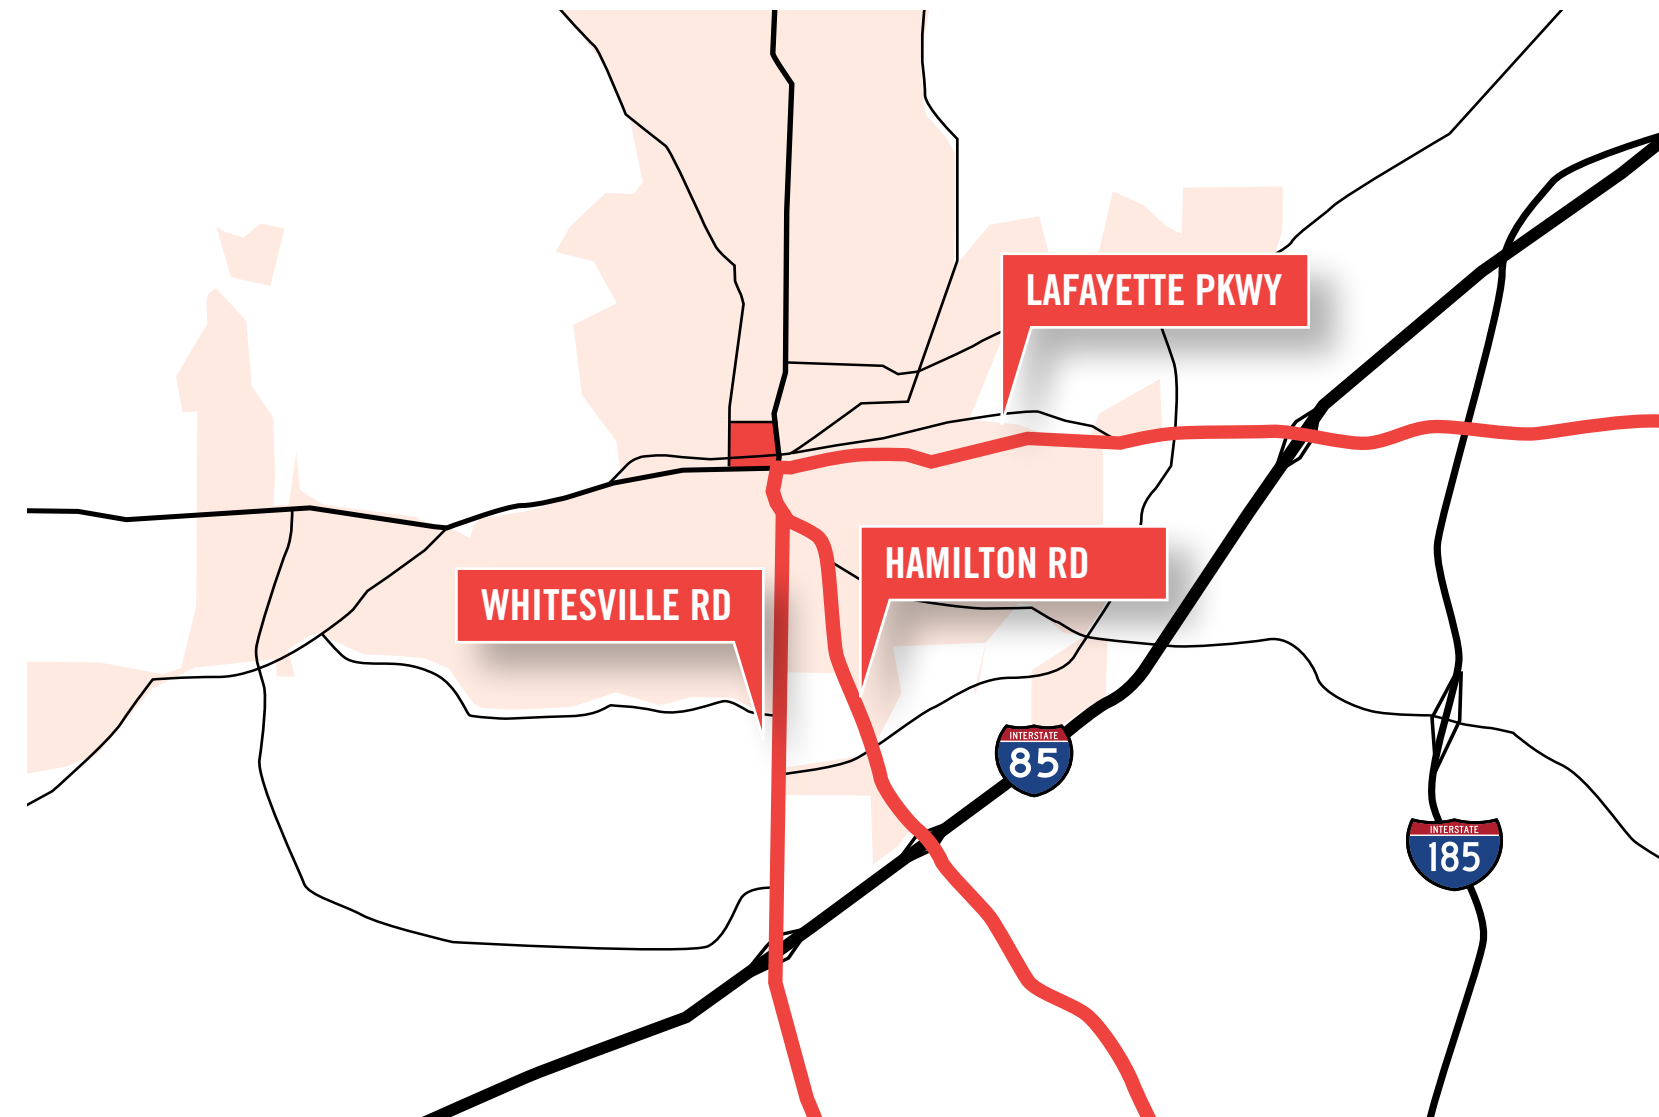 LAFAYETTE PKWY
HAMILTON RD
WHITESVILLE RD
INTERSTATE
85
INTERSTATE
185